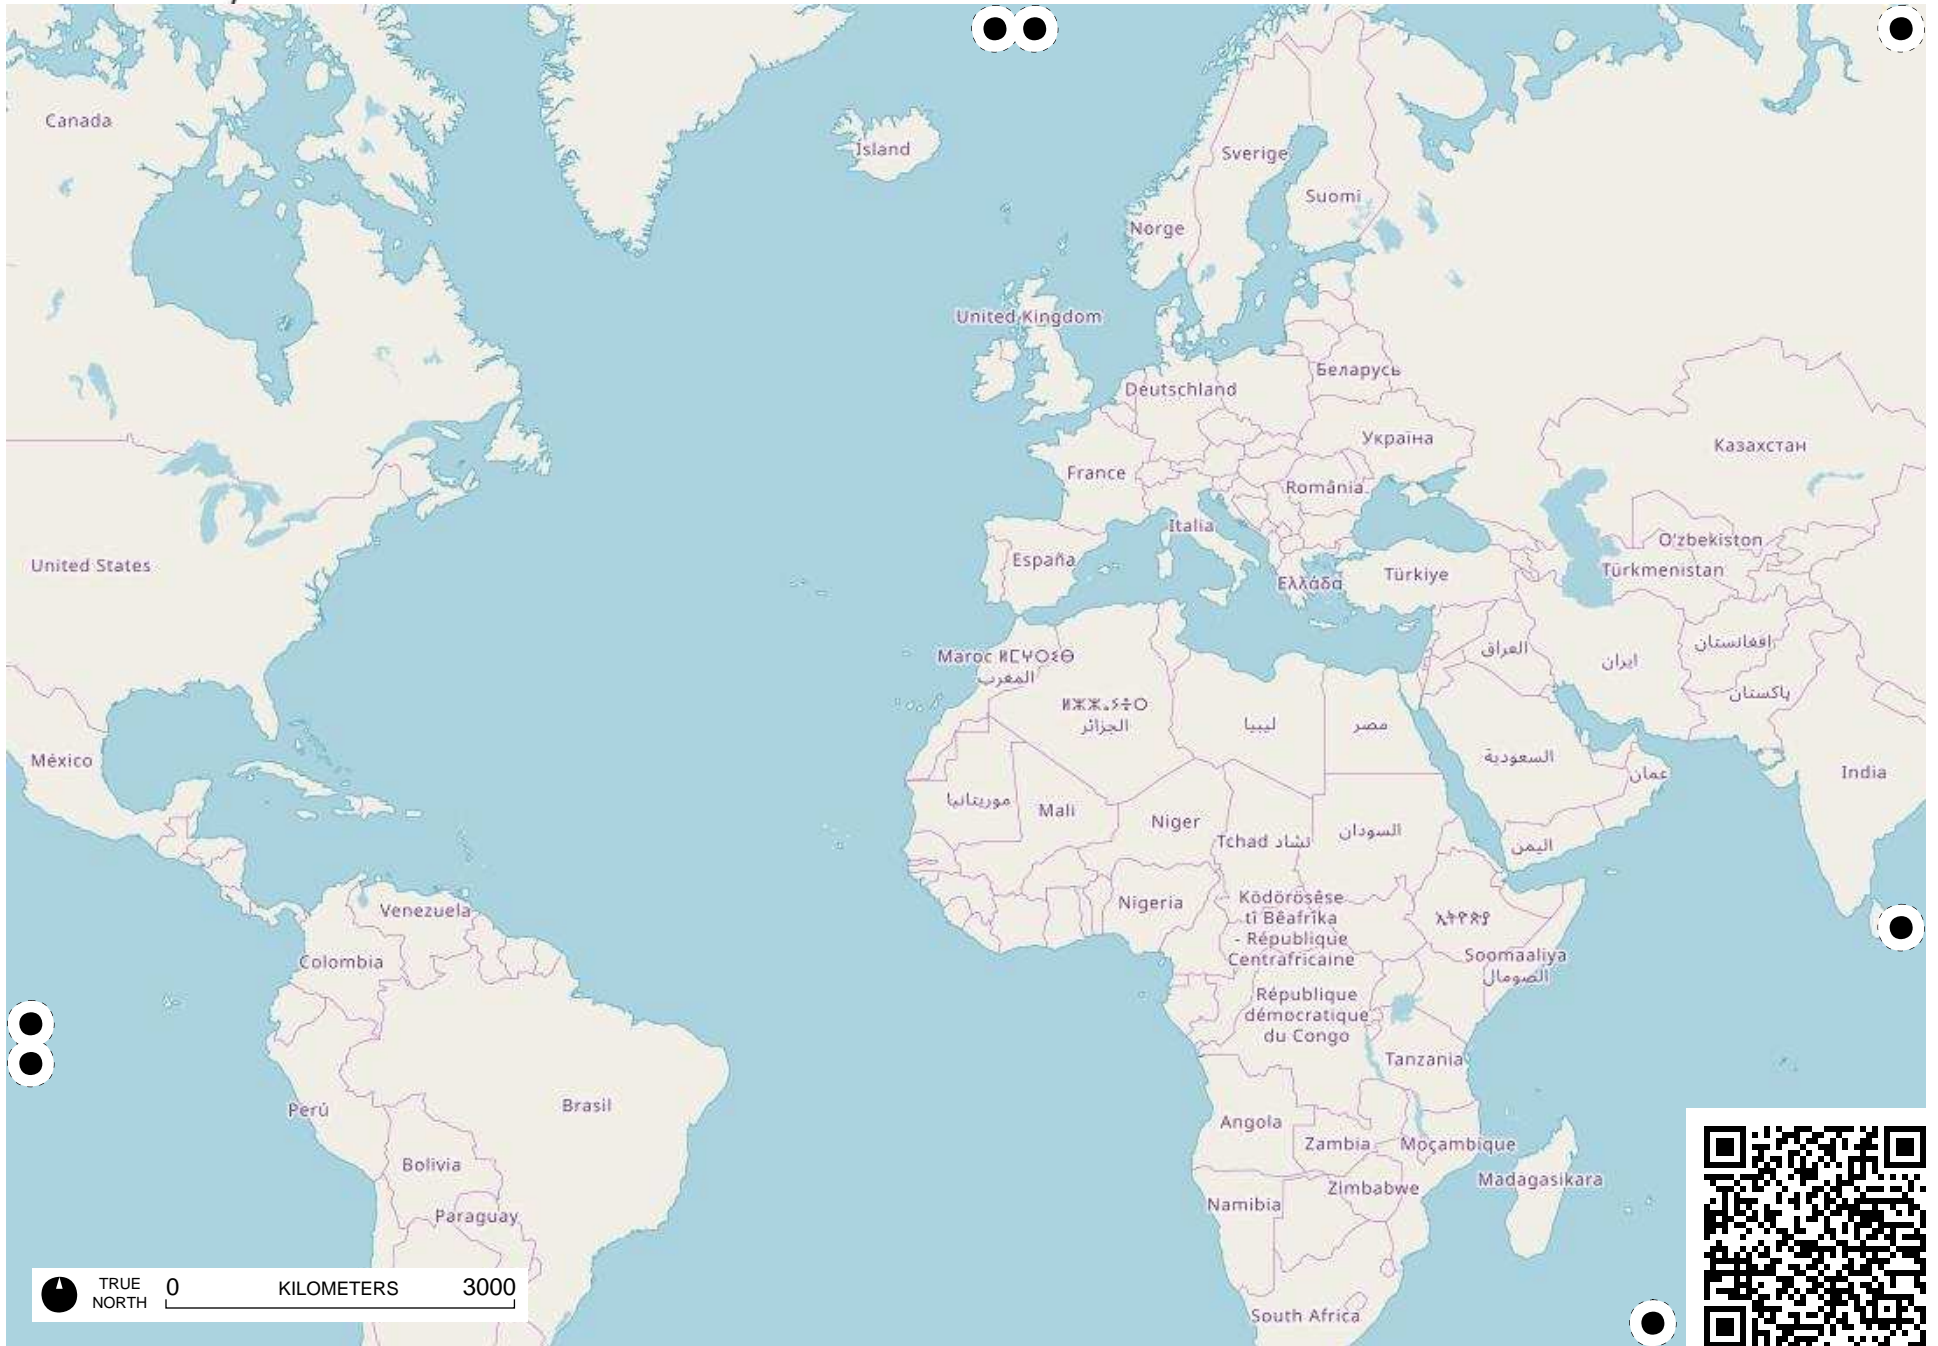 Canada
Ísland
Sverige
Suomi
Norge
United Kingdom
Беларусь
Deutschland
Україна
Казахстан
France
România
Italia
O'zbekiston
United States
España
Türkiye
Türkmenistan
Ελλάδα
العراق
افغانستان
ایران
Maroc ⵍⵎⵖⵔⵉⴱ
المغرب
پاکستان
الجزائر
ليبيا
مصر
México
السعودية
عمان
India
موريتانيا
Mali
Niger
Tchad تشاد
السودان
اليمن
Venezuela
Nigeria
Ködörösêse
tî Bêafrîka
- République
Centrafricaine
ኢትዮጵያ
Soomaaliya
الصومال
Colombia
République
démocratique
du Congo
Tanzania
Perú
Brasil
Angola
Zambia
Moçambique
Bolivia
Madagasikara
Zimbabwe
Namibia
Paraguay
South Africa
TRUE
NORTH
0 KILOMETERS 3000